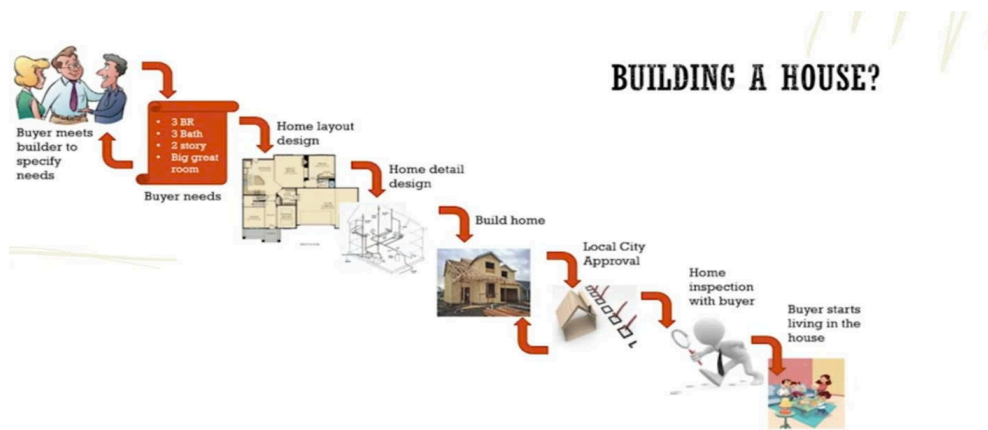 BUILDING A HOUSE?
Buyer meets
builder to
specify
needs
• 3 BR
• 3 Bath
• 2 story
• Big great
room
Buyer needs
Home layout
design
Home detail
design
Build home
Local City
Approval
Home
inspection
with buyer
Buyer starts
living in the
house